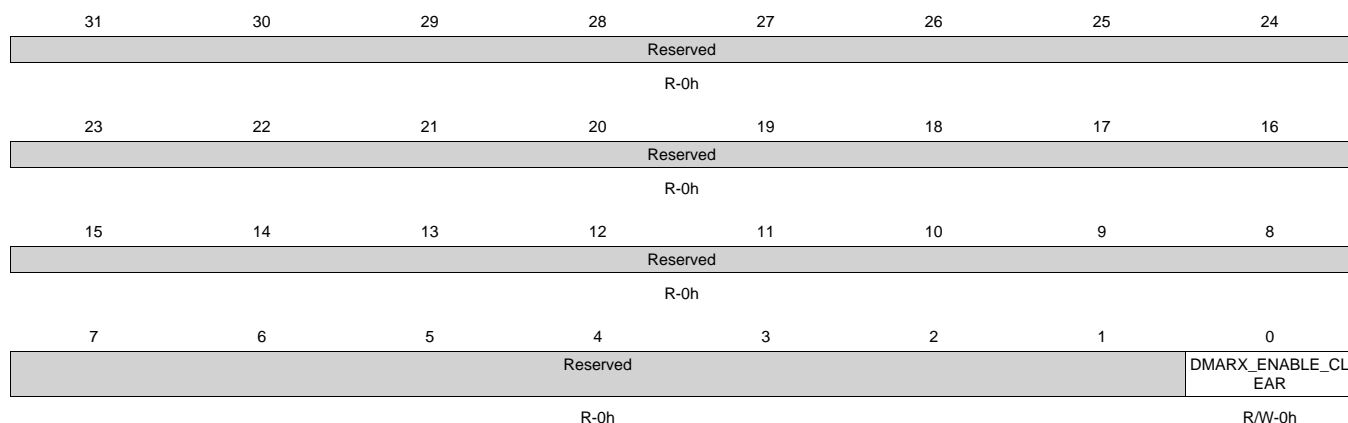 31 30 29 28 27 26 25 24
Reserved
R-0h
23 22 21 20 19 18 17 16
Reserved
R-0h
15 14 13 12 11 10 9 8
Reserved
R-0h
7 6 5 4 3 2 1 0
Reserved DMARX_ENABLE_CL
EAR
R-0h R/W-0h